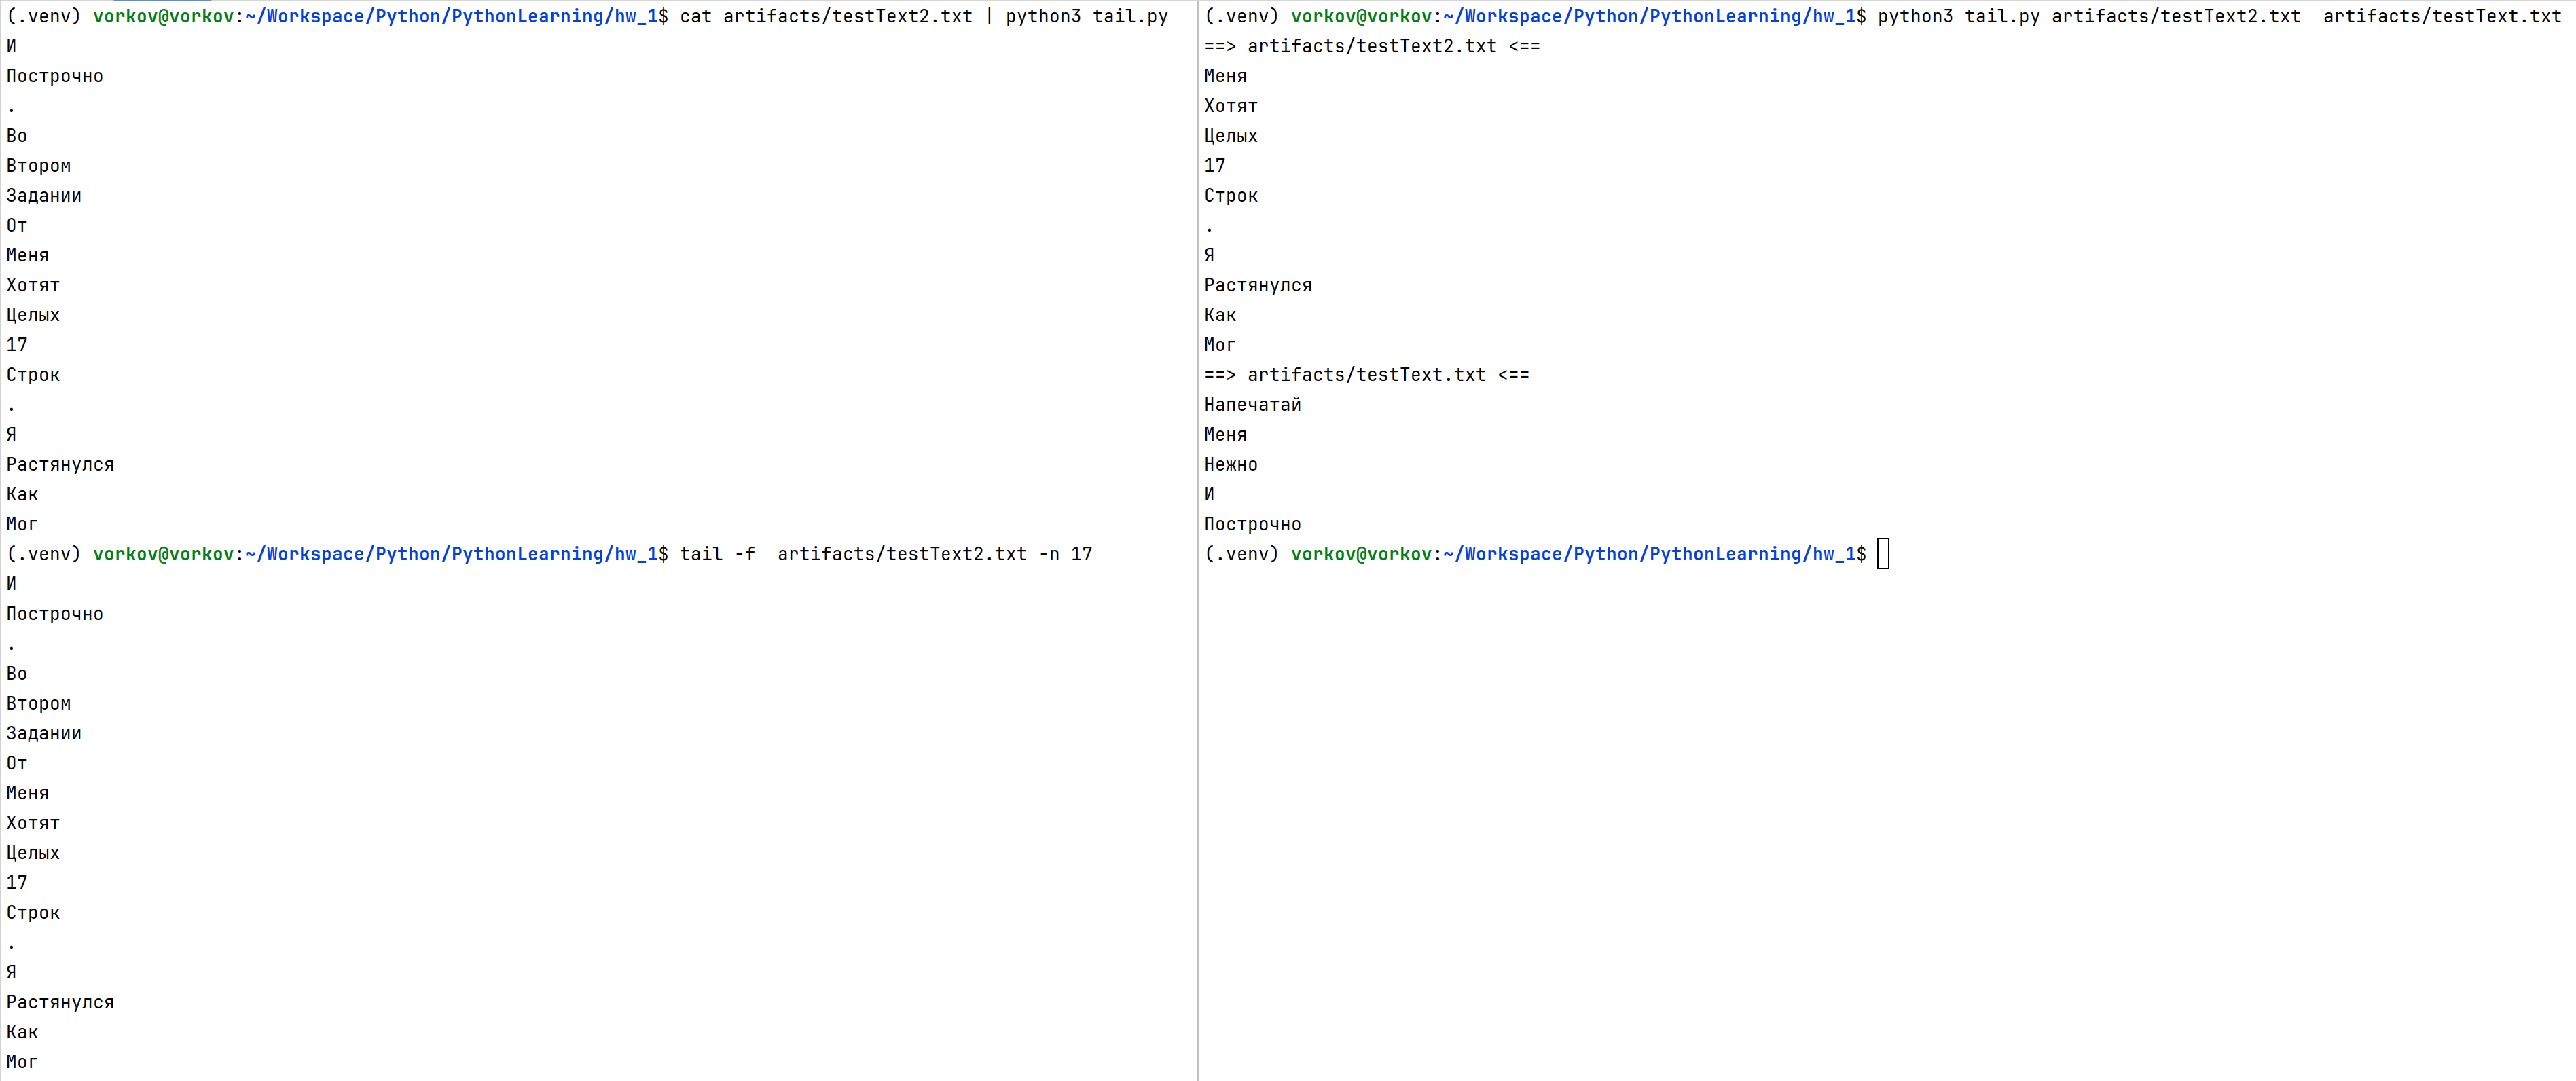 (.venv) vorkov@vorkov:~/Workspace/Python/PythonLearning/hw_1$ cat artifacts/testText2.txt | python3 tail.py
И
Построчно
.
Во
Втором
Задании
От
Меня
Хотят
Целых
17
Строк
.
Я
Растянулся
Как
Мог
(.venv) vorkov@vorkov:~/Workspace/Python/PythonLearning/hw_1$ tail -f  artifacts/testText2.txt -n 17
И
Построчно
.
Во
Втором
Задании
От
Меня
Хотят
Целых
17
Строк
.
Я
Растянулся
Как
Мог
(.venv) vorkov@vorkov:~/Workspace/Python/PythonLearning/hw_1$ python3 tail.py artifacts/testText2.txt  artifacts/testText.txt
==> artifacts/testText2.txt <==
Меня
Хотят
Целых
17
Строк
.
Я
Растянулся
Как
Мог
==> artifacts/testText.txt <==
Напечатай
Меня
Нежно
И
Построчно
(.venv) vorkov@vorkov:~/Workspace/Python/PythonLearning/hw_1$